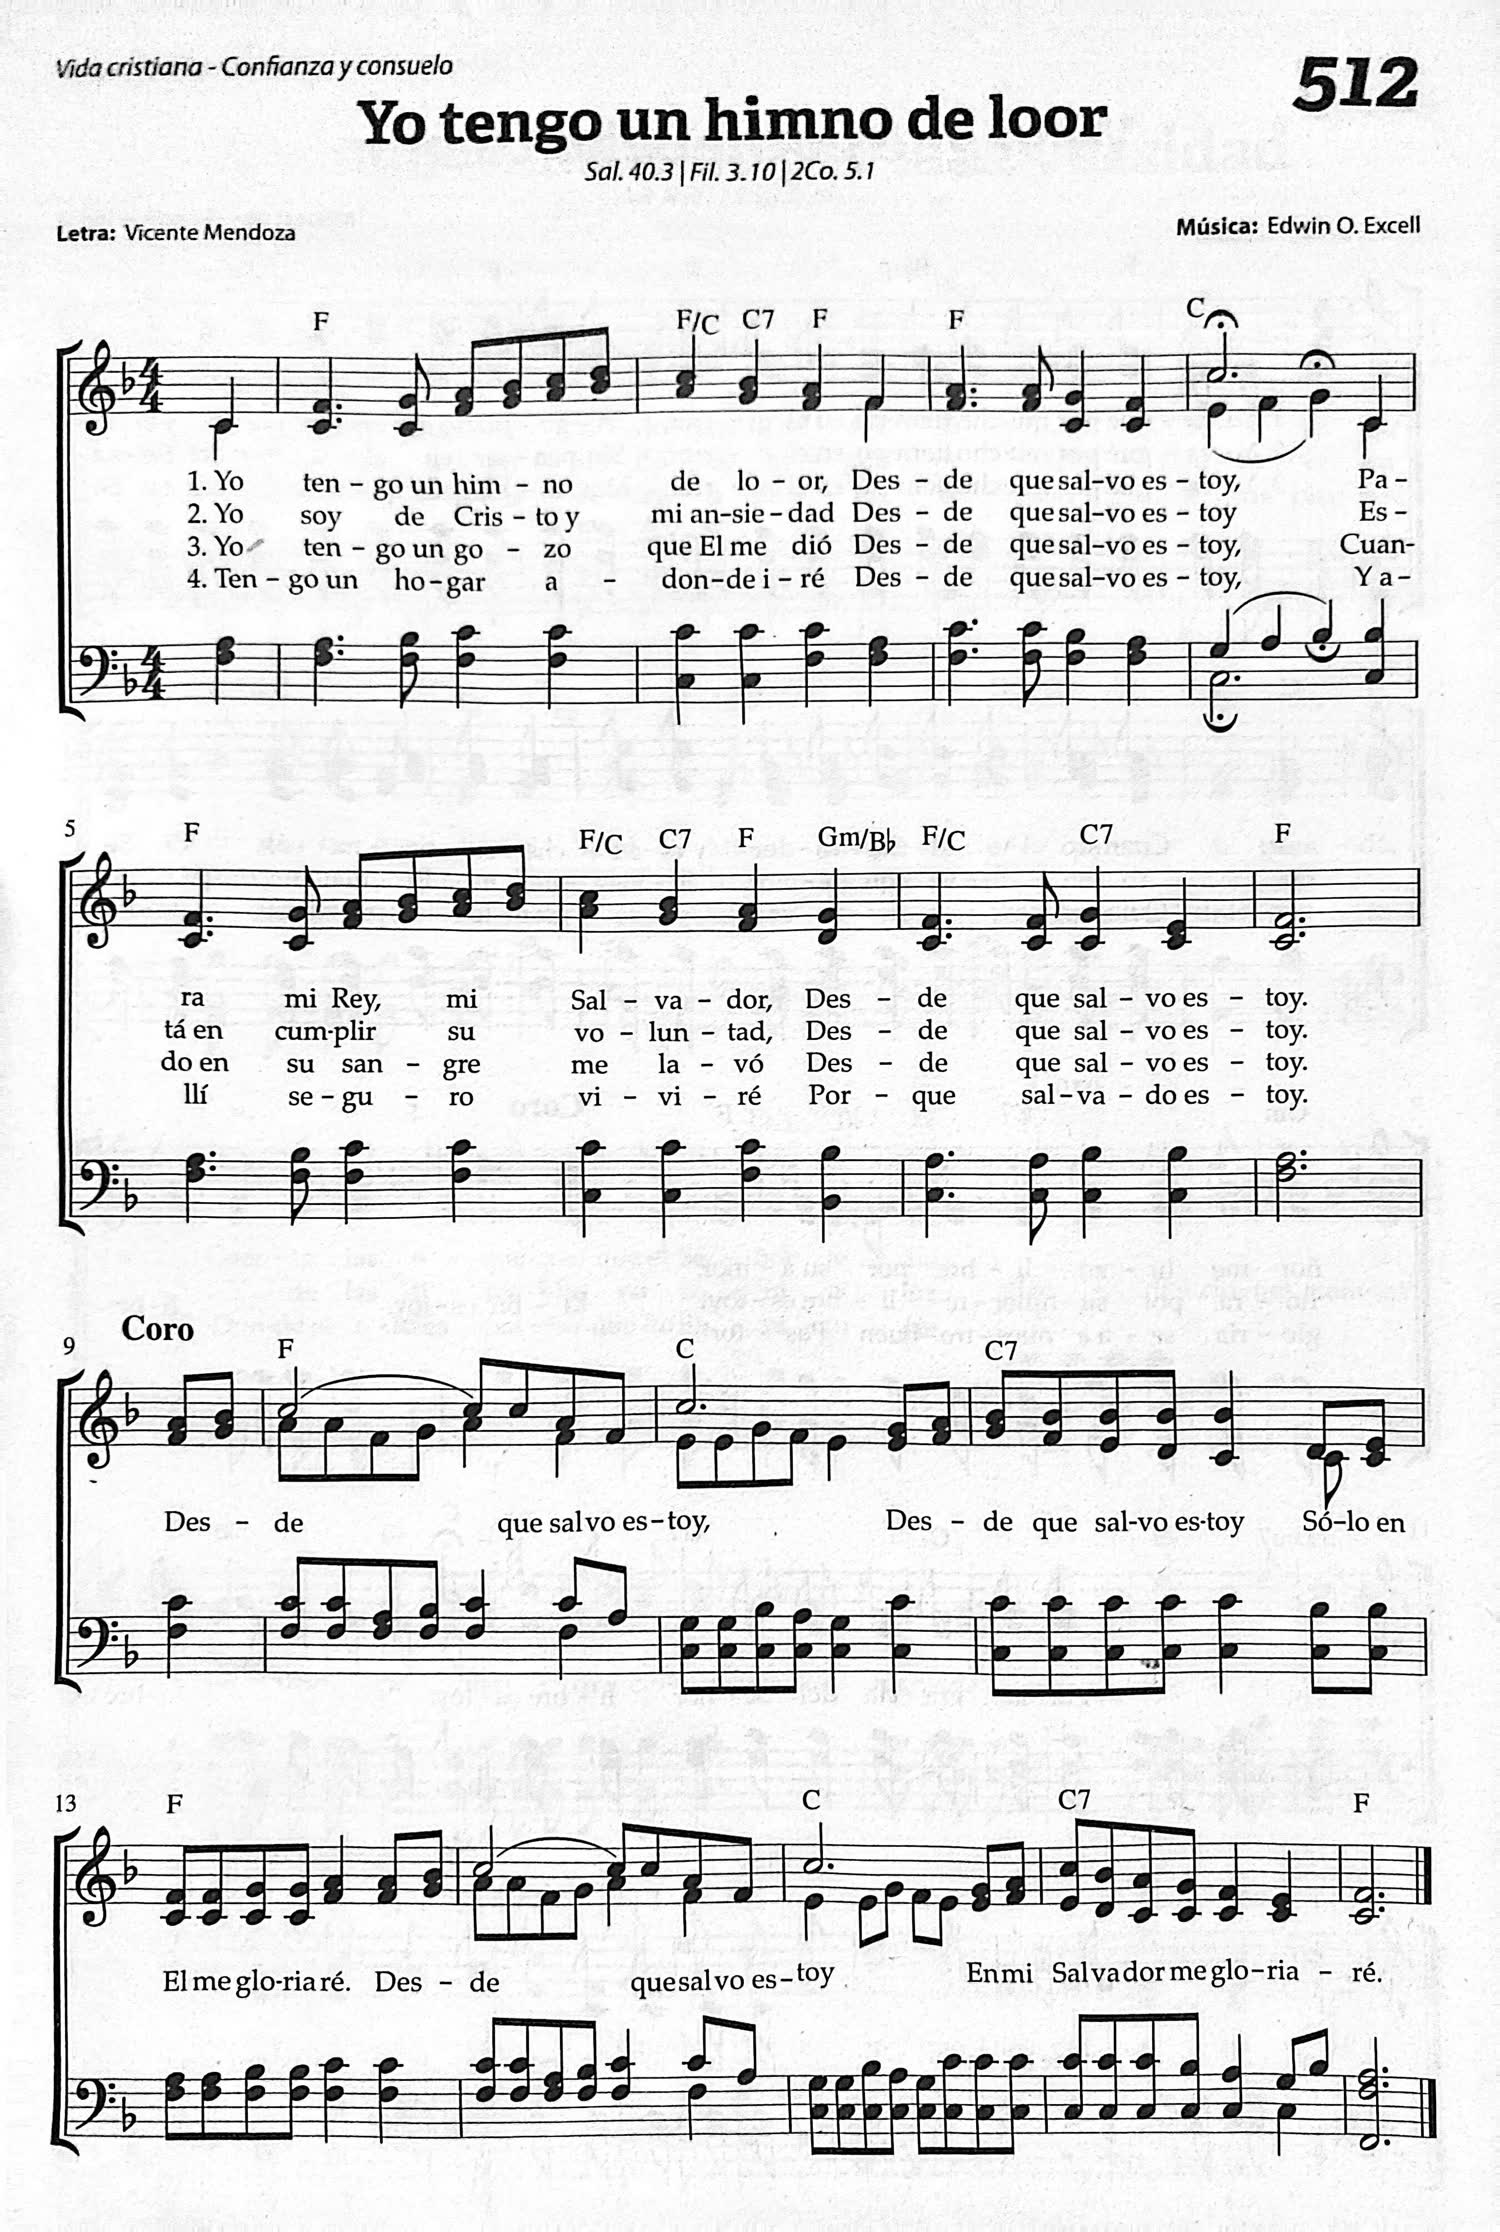 Vida cristiana - Confianza y consuelo
512
Yo tengo un himno de loor
Sal. 40.3 | Fil. 3.10 | 2Co. 5.1
Letra: Vicente Mendoza
Música: Edwin O. Excell
F F/C C7 F F C
4 4
1. Yo ten – go un him – no de lo – or, Des – de que sal–vo es – toy, Pa –
2. Yo soy de Cris – to y mi an–sie–dad Des – de que sal–vo es – toy Es –
3. Yo ten – go un go – zo que El me dió Des – de que sal–vo es – toy, Cuan-
4. Ten – go un ho–gar a – don–de i – ré Des – de que sal–vo es – toy, Y a –
4 4
5 F F/C C7 F Gm/B♭ F/C C7 F
ra mi Rey, mi Sal – va – dor, Des – de que sal – vo es – toy.
tá en cum-plir su vo – lun – tad, Des – de que sal – vo es – toy.
do en su san – gre me la – vó Des – de que sal – vo es – toy.
llí se – gu – ro vi – vi – ré Por – que sal – va – do es – toy.
9 Coro F C C7
Des – de que sal vo es–toy, Des – de que sal-vo es-toy Só–lo en
13 F C C7 F
El me glo-ria ré. Des – de que sal vo es–toy En mi Sal va dor me glo–ria – ré.